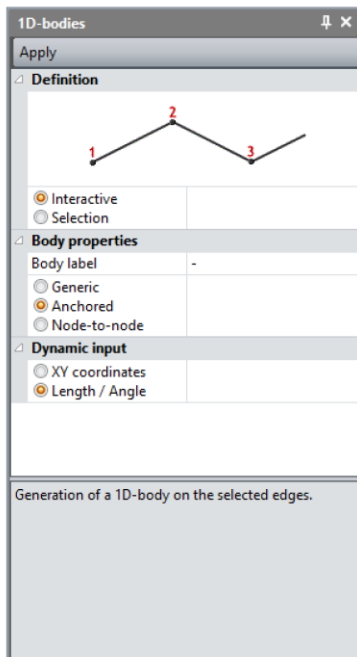 1D-bodies
Apply
Definition
2
1
3
Interactive
Selection
Body properties
Body label -
Generic
Anchored
Node-to-node
Dynamic input
XY coordinates
Length / Angle
Generation of a 1D-body on the selected edges.